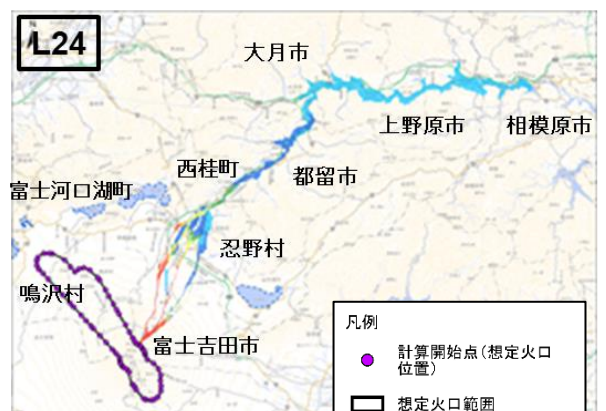 L24
大月市
上野原市
相模原市
西桂町
都留市
富士河口湖町
忍野村
鳴沢村
富士吉田市
凡例
計算開始点(想定火口
位置)
想定火口範囲